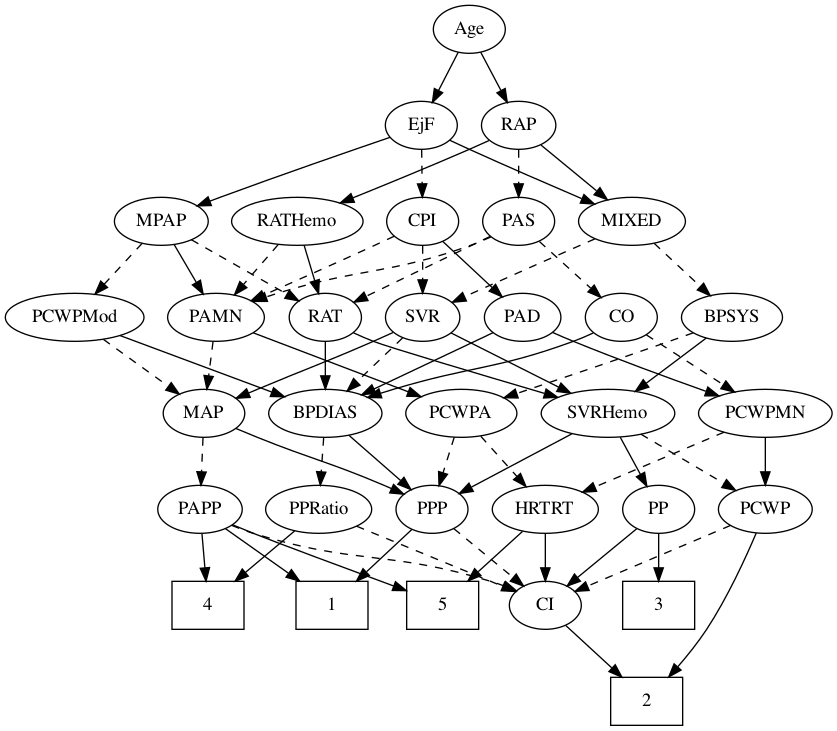 Age
EjF RAP
MPAP RATHemo CPI PAS MIXED
PCWPMod PAMN RAT SVR PAD CO BPSYS
MAP BPDIAS PCWPA SVRHemo PCWPMN
PAPP PPRatio PPP HRTRT PP PCWP
4 1 5 CI 3
2